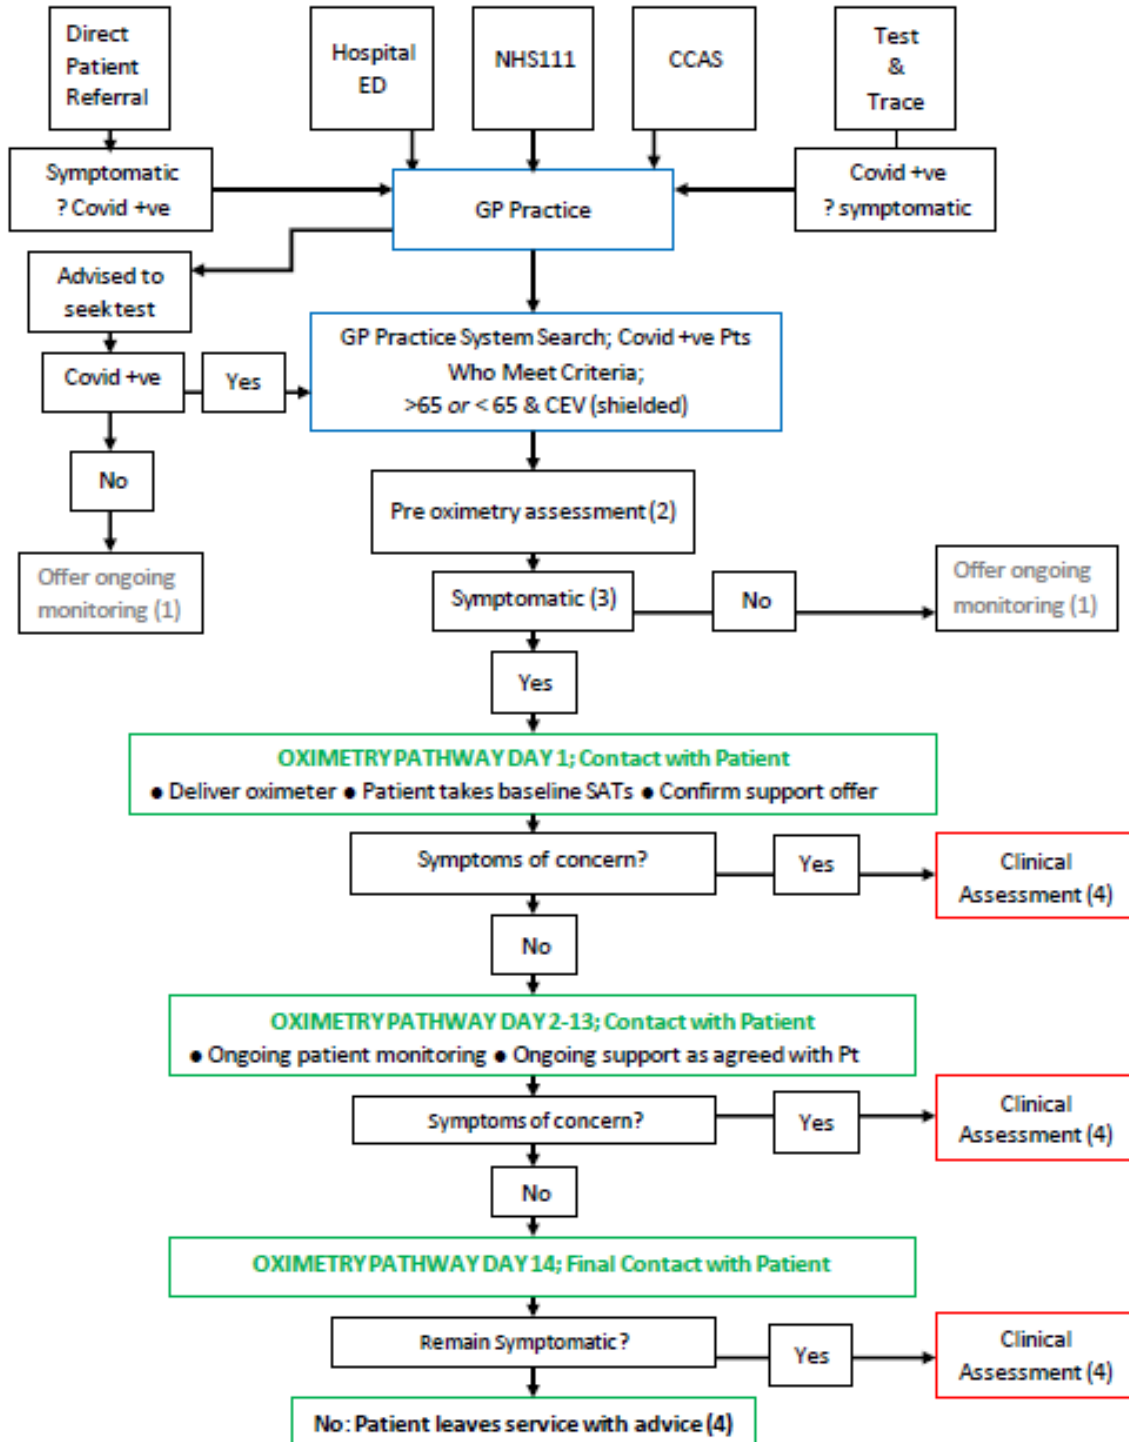 Direct
Patient
Referral
Hospital
ED
NHS111
CCAS
Test
&
Trace
Symptomatic
? Covid +ve
GP Practice
Covid +ve
? symptomatic
Advised to
seek test
GP Practice System Search; Covid +ve Pts
Who Meet Criteria;
>65 or < 65 & CEV (shielded)
Covid +ve
Yes
No
Pre oximetry assessment (2)
Offer ongoing
monitoring (1)
Symptomatic (3)
No
Offer ongoing
monitoring (1)
Yes
OXIMETRY PATHWAY DAY 1; Contact with Patient
● Deliver oximeter ● Patient takes baseline SATs ● Confirm support offer
Symptoms of concern?
Yes
Clinical
Assessment (4)
No
OXIMETRY PATHWAY DAY 2-13; Contact with Patient
● Ongoing patient monitoring ● Ongoing support as agreed with Pt
Symptoms of concern?
Yes
Clinical
Assessment (4)
No
OXIMETRY PATHWAY DAY 14; Final Contact with Patient
Remain Symptomatic?
Yes
Clinical
Assessment (4)
No: Patient leaves service with advice (4)